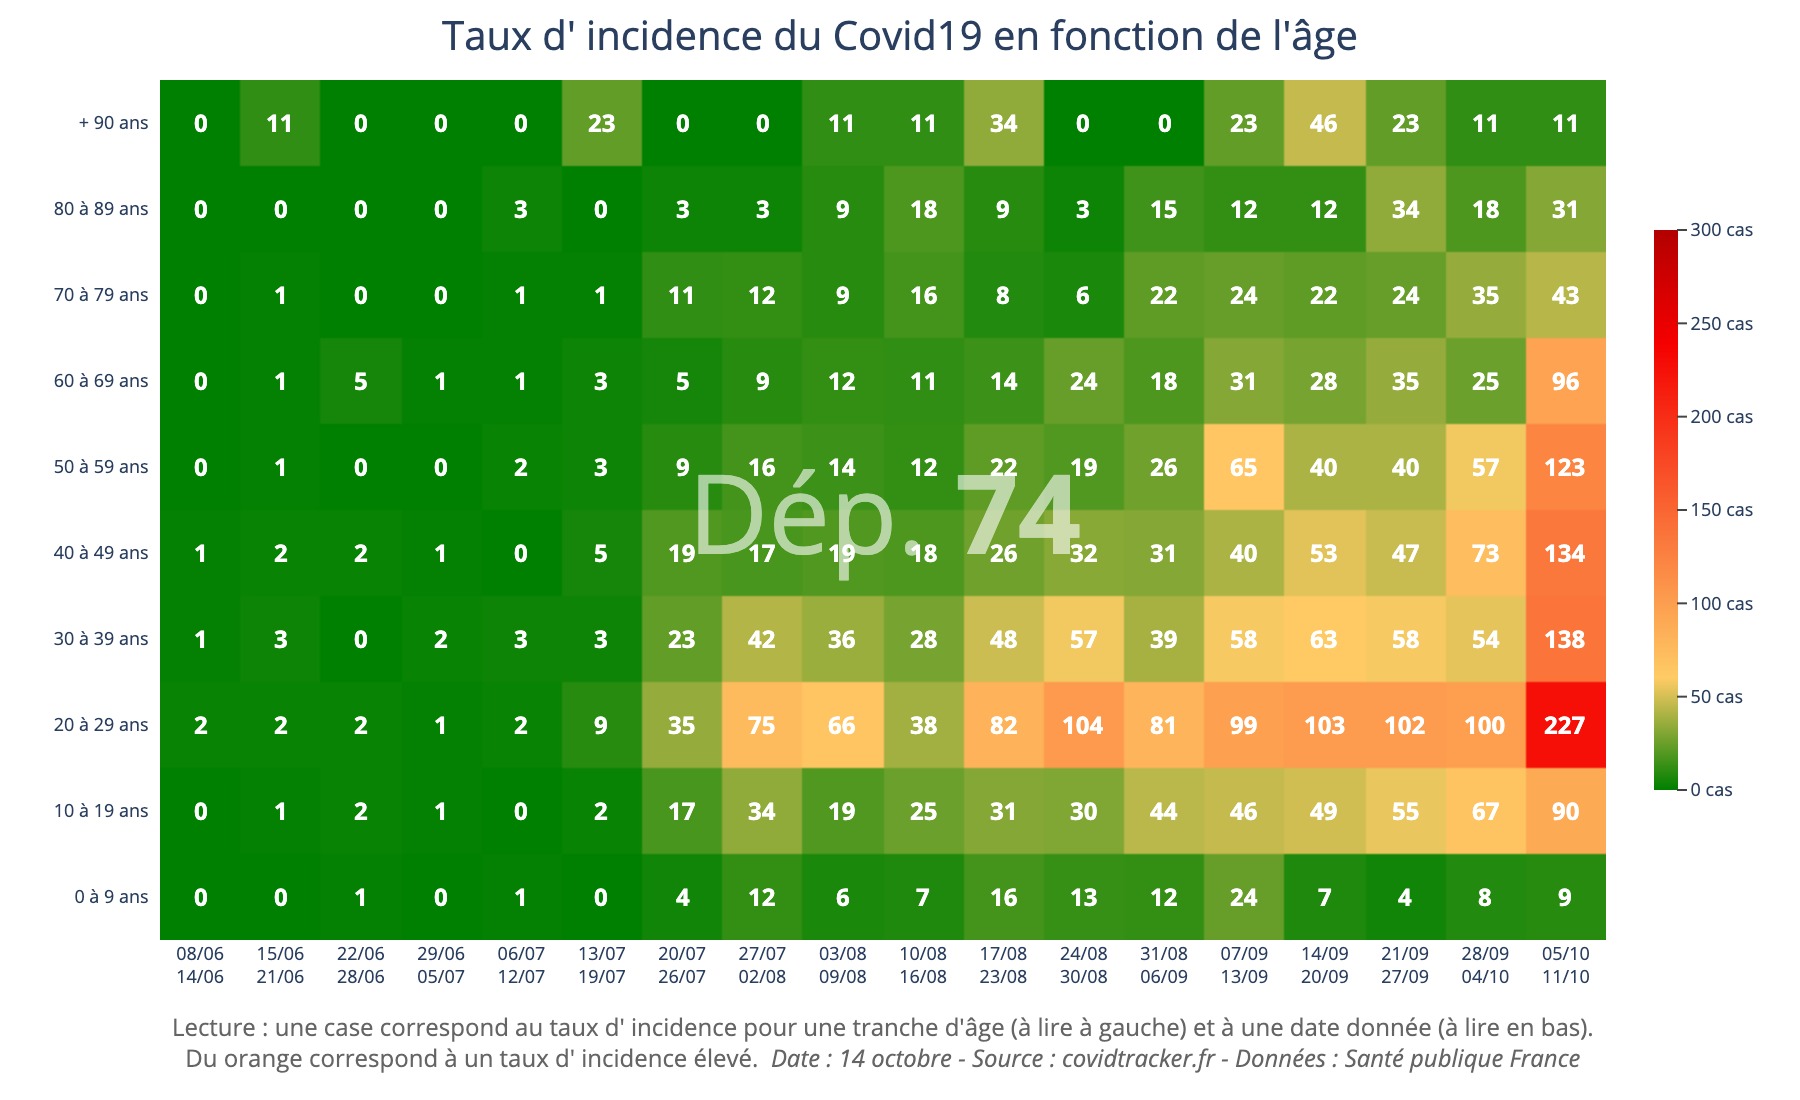 Taux d' incidence du Covid19 en fonction de l'âge
+ 90 ans 0 11 0 0 0 23 0 0 11 11 34 0 0 23 46 23 11 11
80 à 89 ans 0 0 0 0 3 0 3 3 9 18 9 3 15 12 12 34 18 31
300 cas
70 à 79 ans 0 1 0 0 1 1 11 12 9 16 8 6 22 24 22 24 35 43
250 cas
60 à 69 ans 0 1 5 1 1 3 5 9 12 11 14 24 18 31 28 35 25 96
200 cas
50 à 59 ans 0 1 0 0 2 3 9 16 14 12 22 19 26 65 40 40 57 123
Dép. 74
150 cas
40 à 49 ans 1 2 2 1 0 5 19 17 19 18 26 32 31 40 53 47 73 134
100 cas
30 à 39 ans 1 3 0 2 3 3 23 42 36 28 48 57 39 58 63 58 54 138
50 cas
20 à 29 ans 2 2 2 1 2 9 35 75 66 38 82 104 81 99 103 102 100 227
0 cas
10 à 19 ans 0 1 2 1 0 2 17 34 19 25 31 30 44 46 49 55 67 90
0 à 9 ans 0 0 1 0 1 0 4 12 6 7 16 13 12 24 7 4 8 9
08/06 15/06 22/06 29/06 06/07 13/07 20/07 27/07 03/08 10/08 17/08 24/08 31/08 07/09 14/09 21/09 28/09 05/10
14/06 21/06 28/06 05/07 12/07 19/07 26/07 02/08 09/08 16/08 23/08 30/08 06/09 13/09 20/09 27/09 04/10 11/10
Lecture : une case correspond au taux d' incidence pour une tranche d'âge (à lire à gauche) et à une date donnée (à lire en bas).
Du orange correspond à un taux d' incidence élevé. Date : 14 octobre - Source : covidtracker.fr - Données : Santé publique France